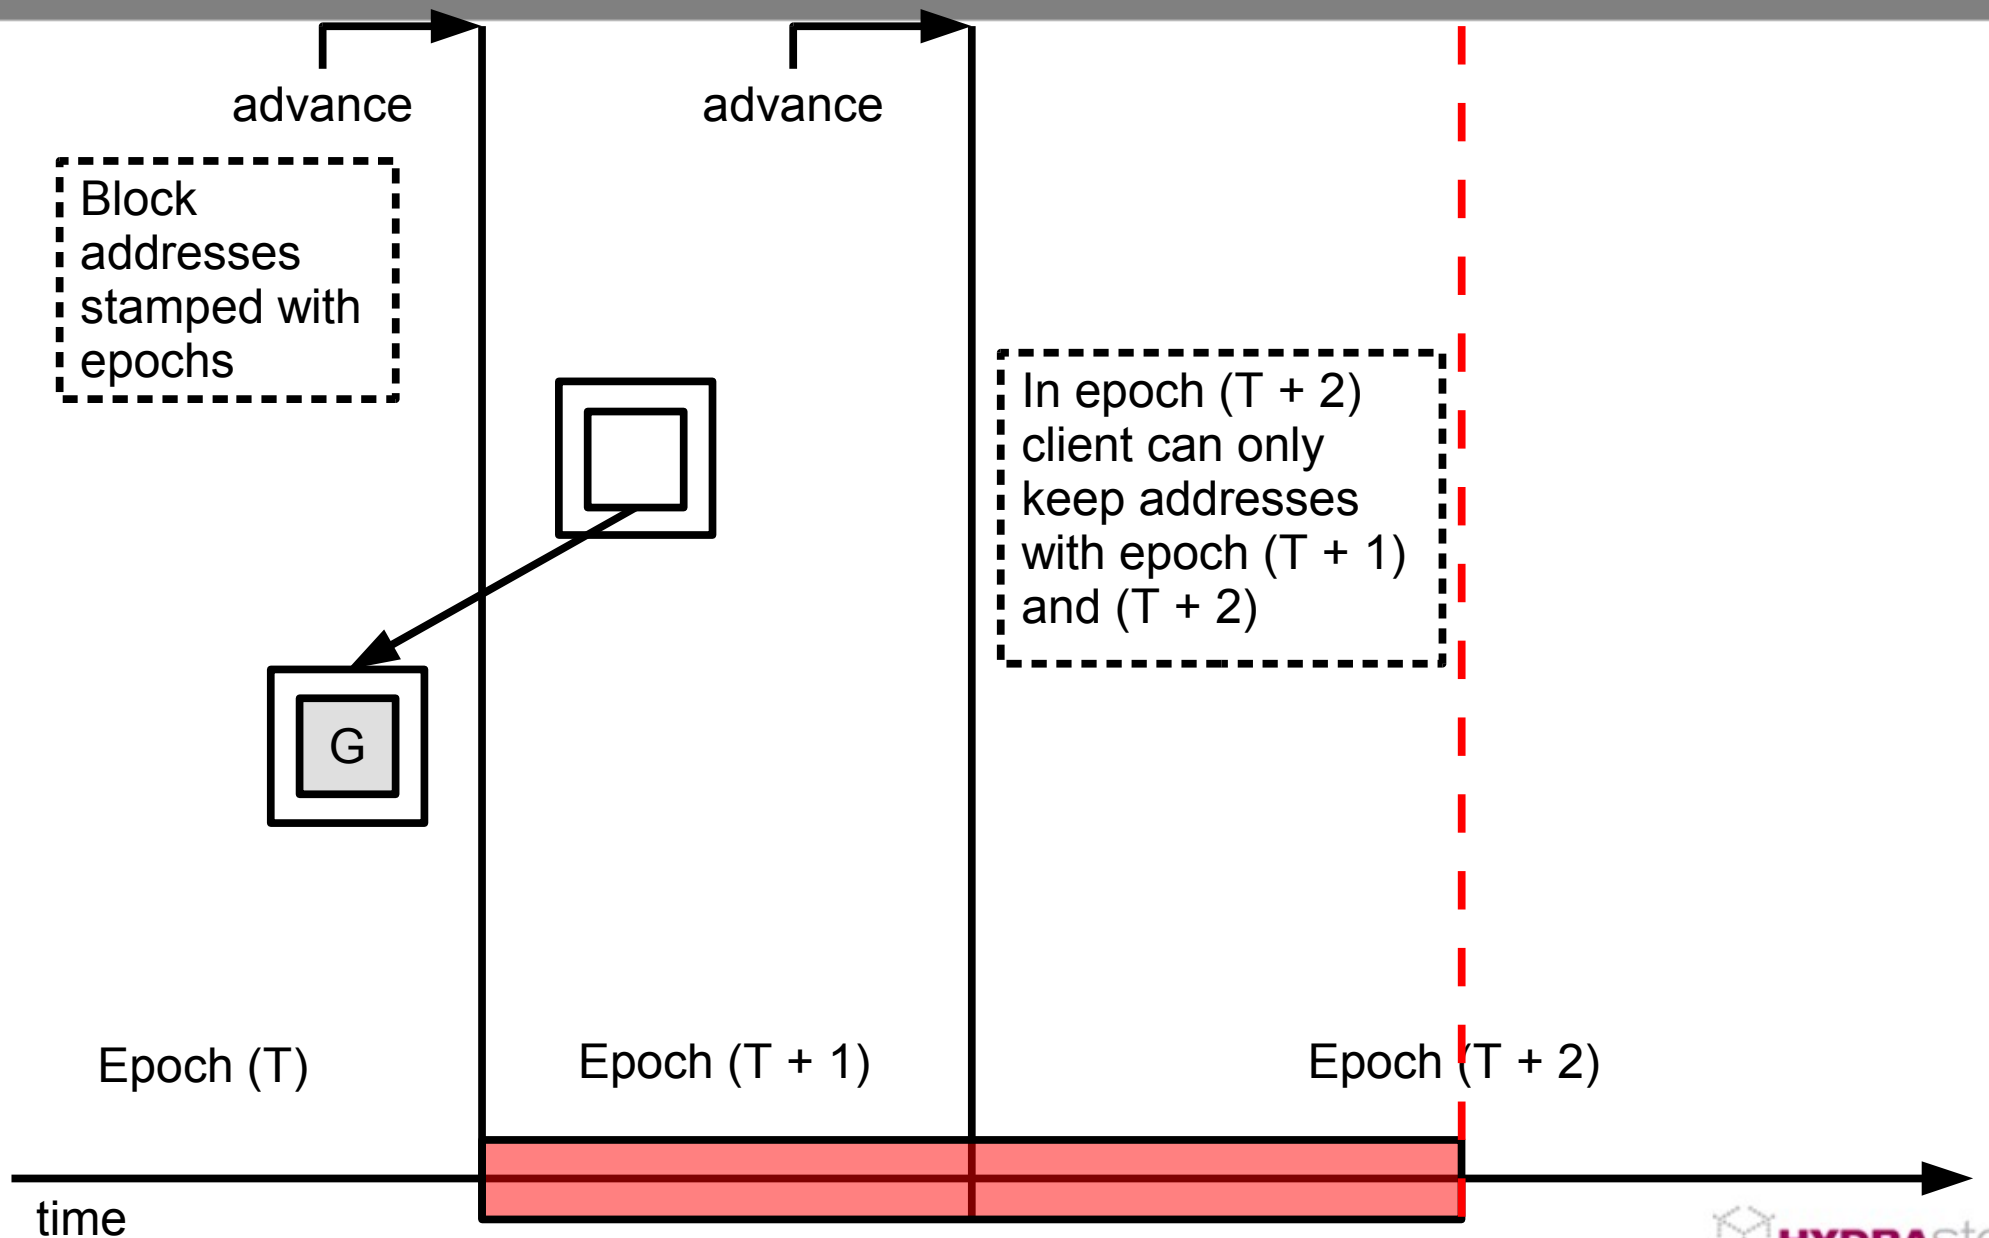 advance
advance
Block
addresses
stamped with
epochs
In epoch (T + 2)
client can only
keep addresses
with epoch (T + 1)
and (T + 2)
G
Epoch (T)
Epoch (T + 1)
Epoch (T + 2)
time